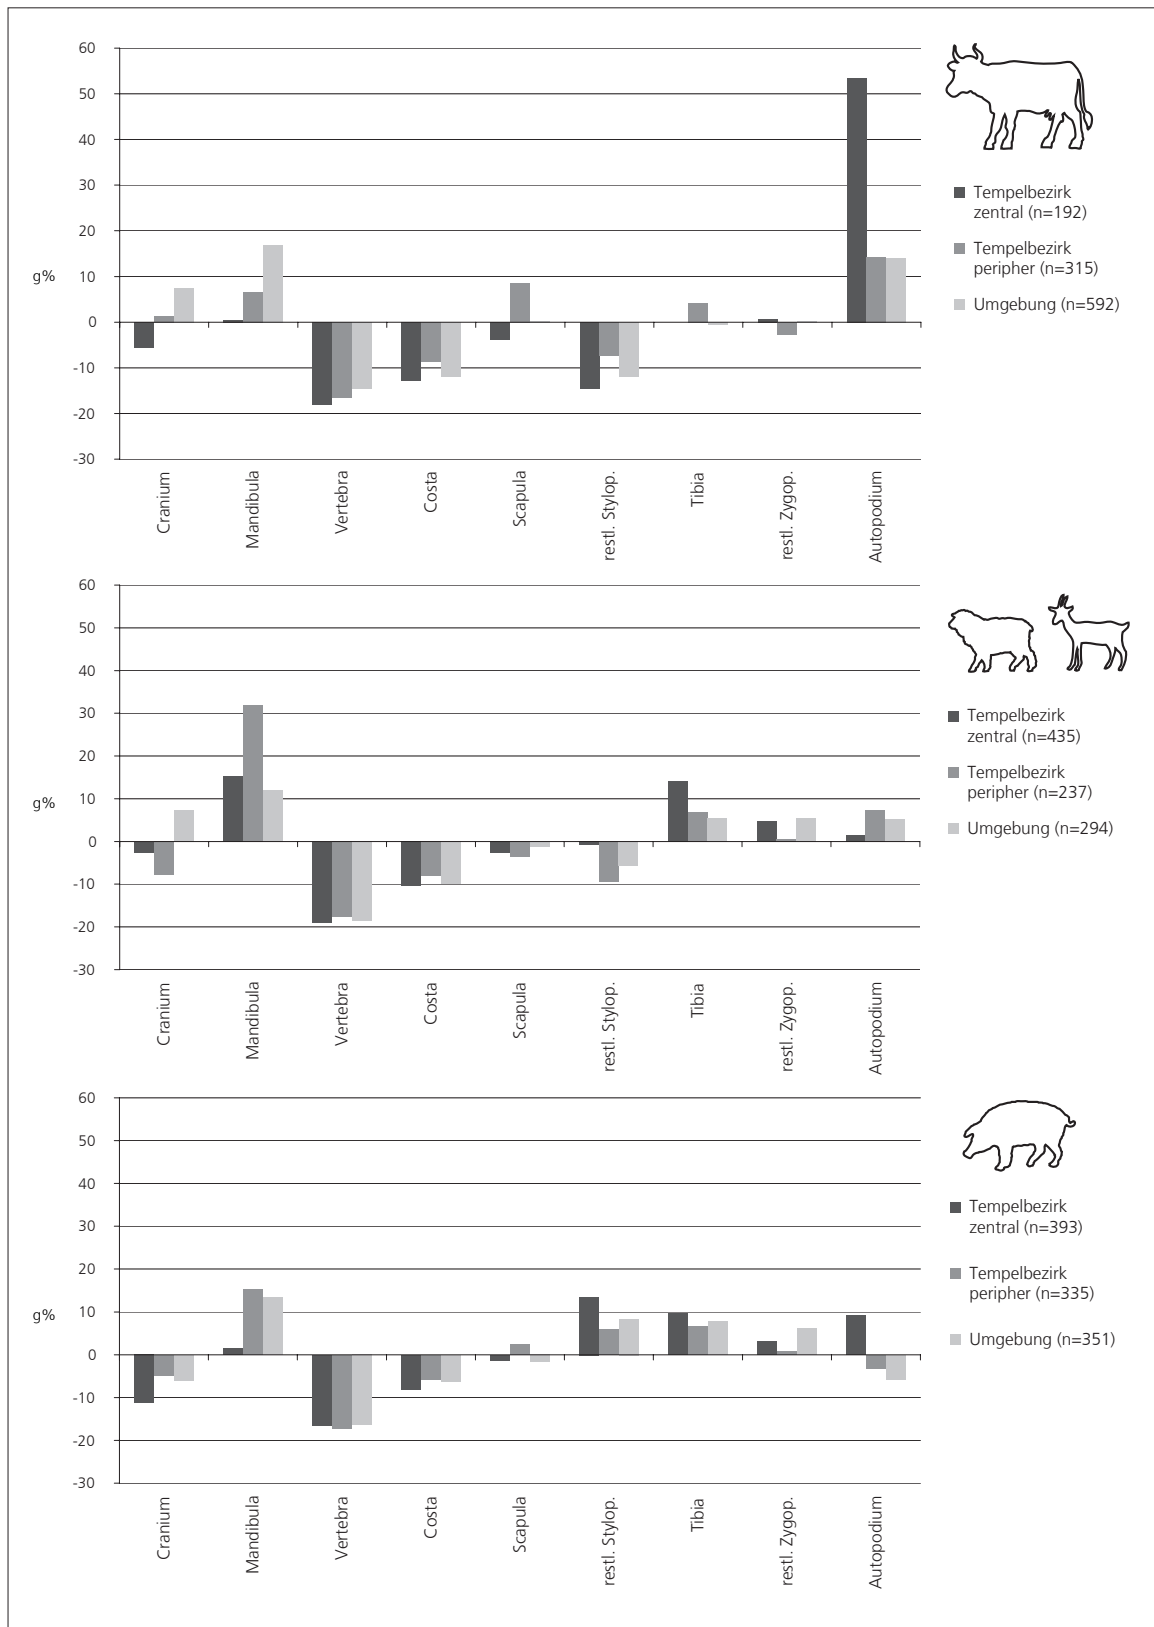 60
50
40
30
20
10
0
-10
-20
-30
g%
Cranium
Mandibula
Vertebra
Costa
Scapula
restl. Stylop.
Tibia
restl. Zygop.
Autopodium
Tempelbezirk
zentral (n=192)
Tempelbezirk
peripher (n=315)
Umgebung (n=592)
60
50
40
30
20
10
0
-10
-20
-30
g%
Cranium
Mandibula
Vertebra
Costa
Scapula
restl. Stylop.
Tibia
restl. Zygop.
Autopodium
Tempelbezirk
zentral (n=435)
Tempelbezirk
peripher (n=237)
Umgebung (n=294)
60
50
40
30
20
10
0
-10
-20
-30
g%
Cranium
Mandibula
Vertebra
Costa
Scapula
restl. Stylop.
Tibia
restl. Zygop.
Autopodium
Tempelbezirk
zentral (n=393)
Tempelbezirk
peripher (n=335)
Umgebung (n=351)